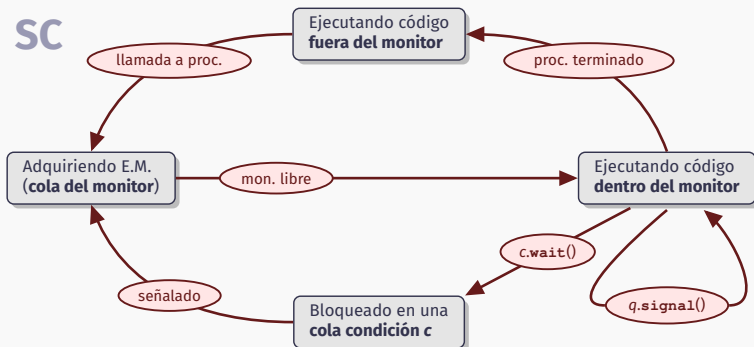 SC
Ejecutando código
fuera del monitor
llamada a proc.
proc. terminado
Adquiriendo E.M.
(cola del monitor)
mon. libre
Ejecutando código
dentro del monitor
c.wait()
señalado
Bloqueado en una
cola condición c
q.signal()